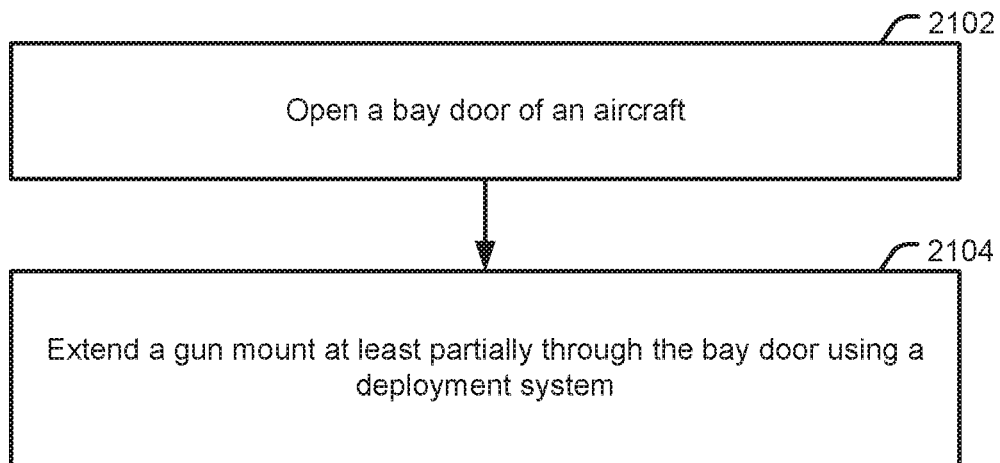 2102
Open a bay door of an aircraft
2104
Extend a gun mount at least partially through the bay door using a
deployment system